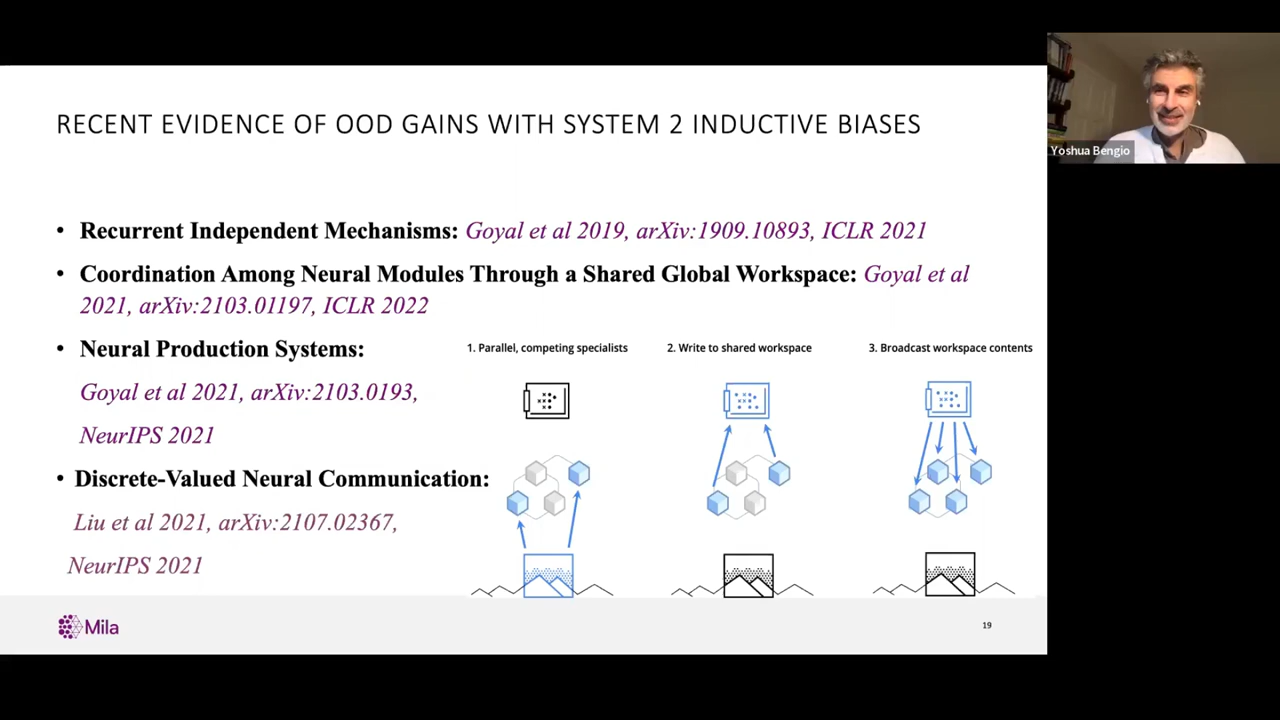 RECENT EVIDENCE OF OOD GAINS WITH SYSTEM 2 INDUCTIVE BIASES
Yoshua Bengio
• Recurrent Independent Mechanisms: Goyal et al 2019, arXiv:1909.10893, ICLR 2021
• Coordination Among Neural Modules Through a Shared Global Workspace: Goyal et al
2021, arXiv:2103.01197, ICLR 2022
• Neural Production Systems:
Goyal et al 2021, arXiv:2103.0193,
NeurIPS 2021
• Discrete-Valued Neural Communication:
Liu et al 2021, arXiv:2107.02367,
NeurIPS 2021
1. Parallel, competing specialists
2. Write to shared workspace
3. Broadcast workspace contents
Mila
19